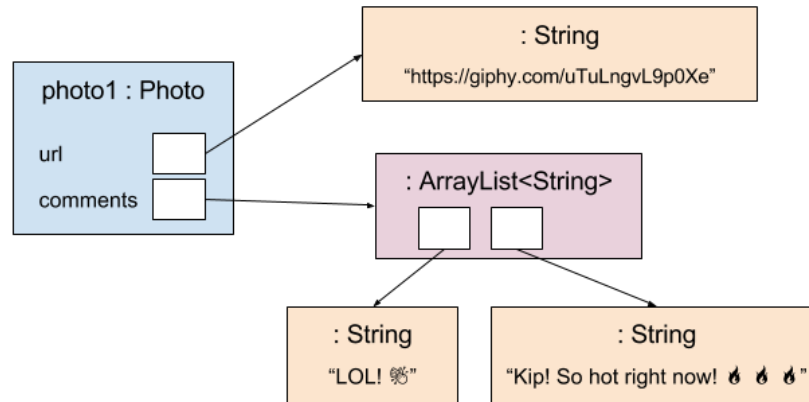 photo1 : Photo
url
comments
: String
“https://giphy.com/uTuLngvL9p0Xe”
: ArrayList<String>
: String
“LOL! 👏”
: String
“Kip! So hot right now! 🔥 🔥 🔥”